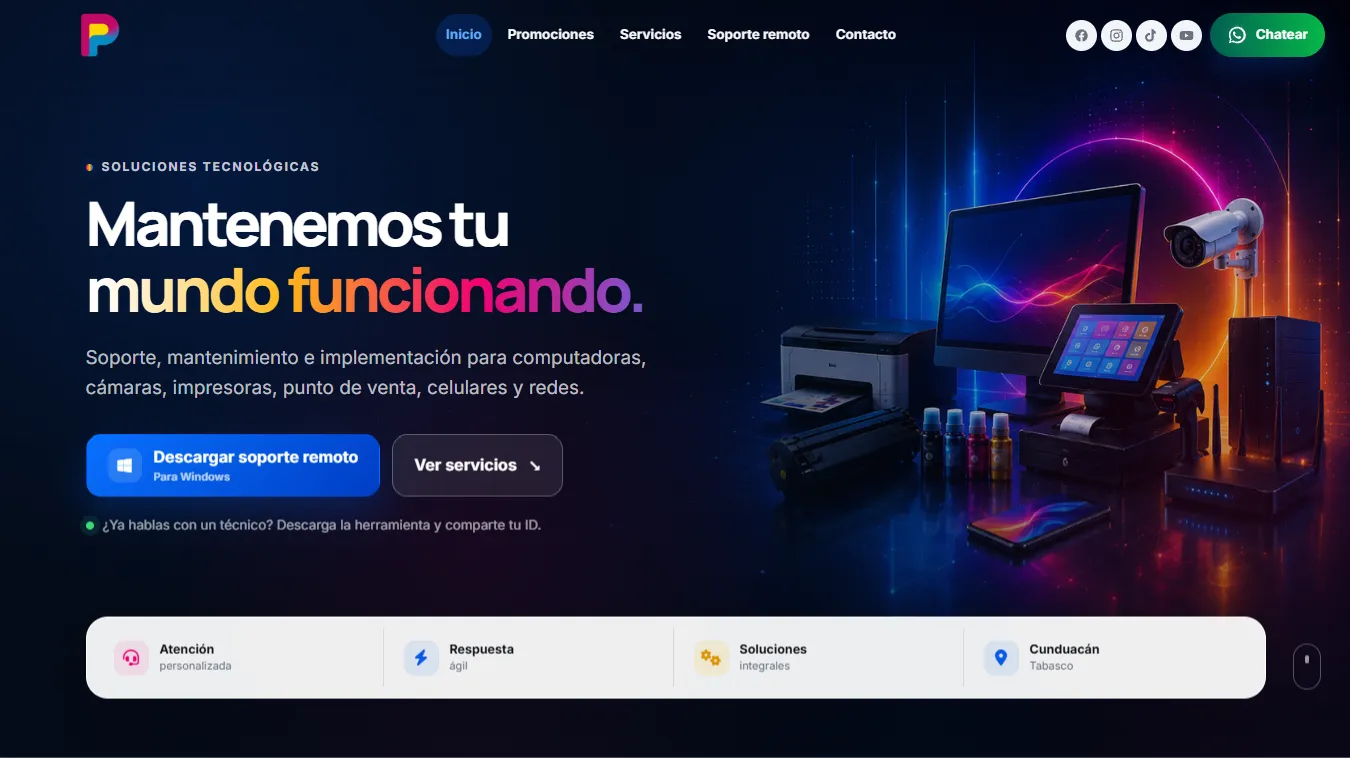 Inicio
Promociones
Servicios
Soporte remoto
Contacto
Chatear
SOLUCIONES TECNOLÓGICAS
Mantenemos tu
mundo funcionando.
Soporte, mantenimiento e implementación para computadoras,
cámaras, impresoras, punto de venta, celulares y redes.
Descargar soporte remoto
Para Windows
Ver servicios ↘
¿Ya hablas con un técnico? Descarga la herramienta y comparte tu ID.
Atención
personalizada
Respuesta
ágil
Soluciones
integrales
Cunduacán
Tabasco